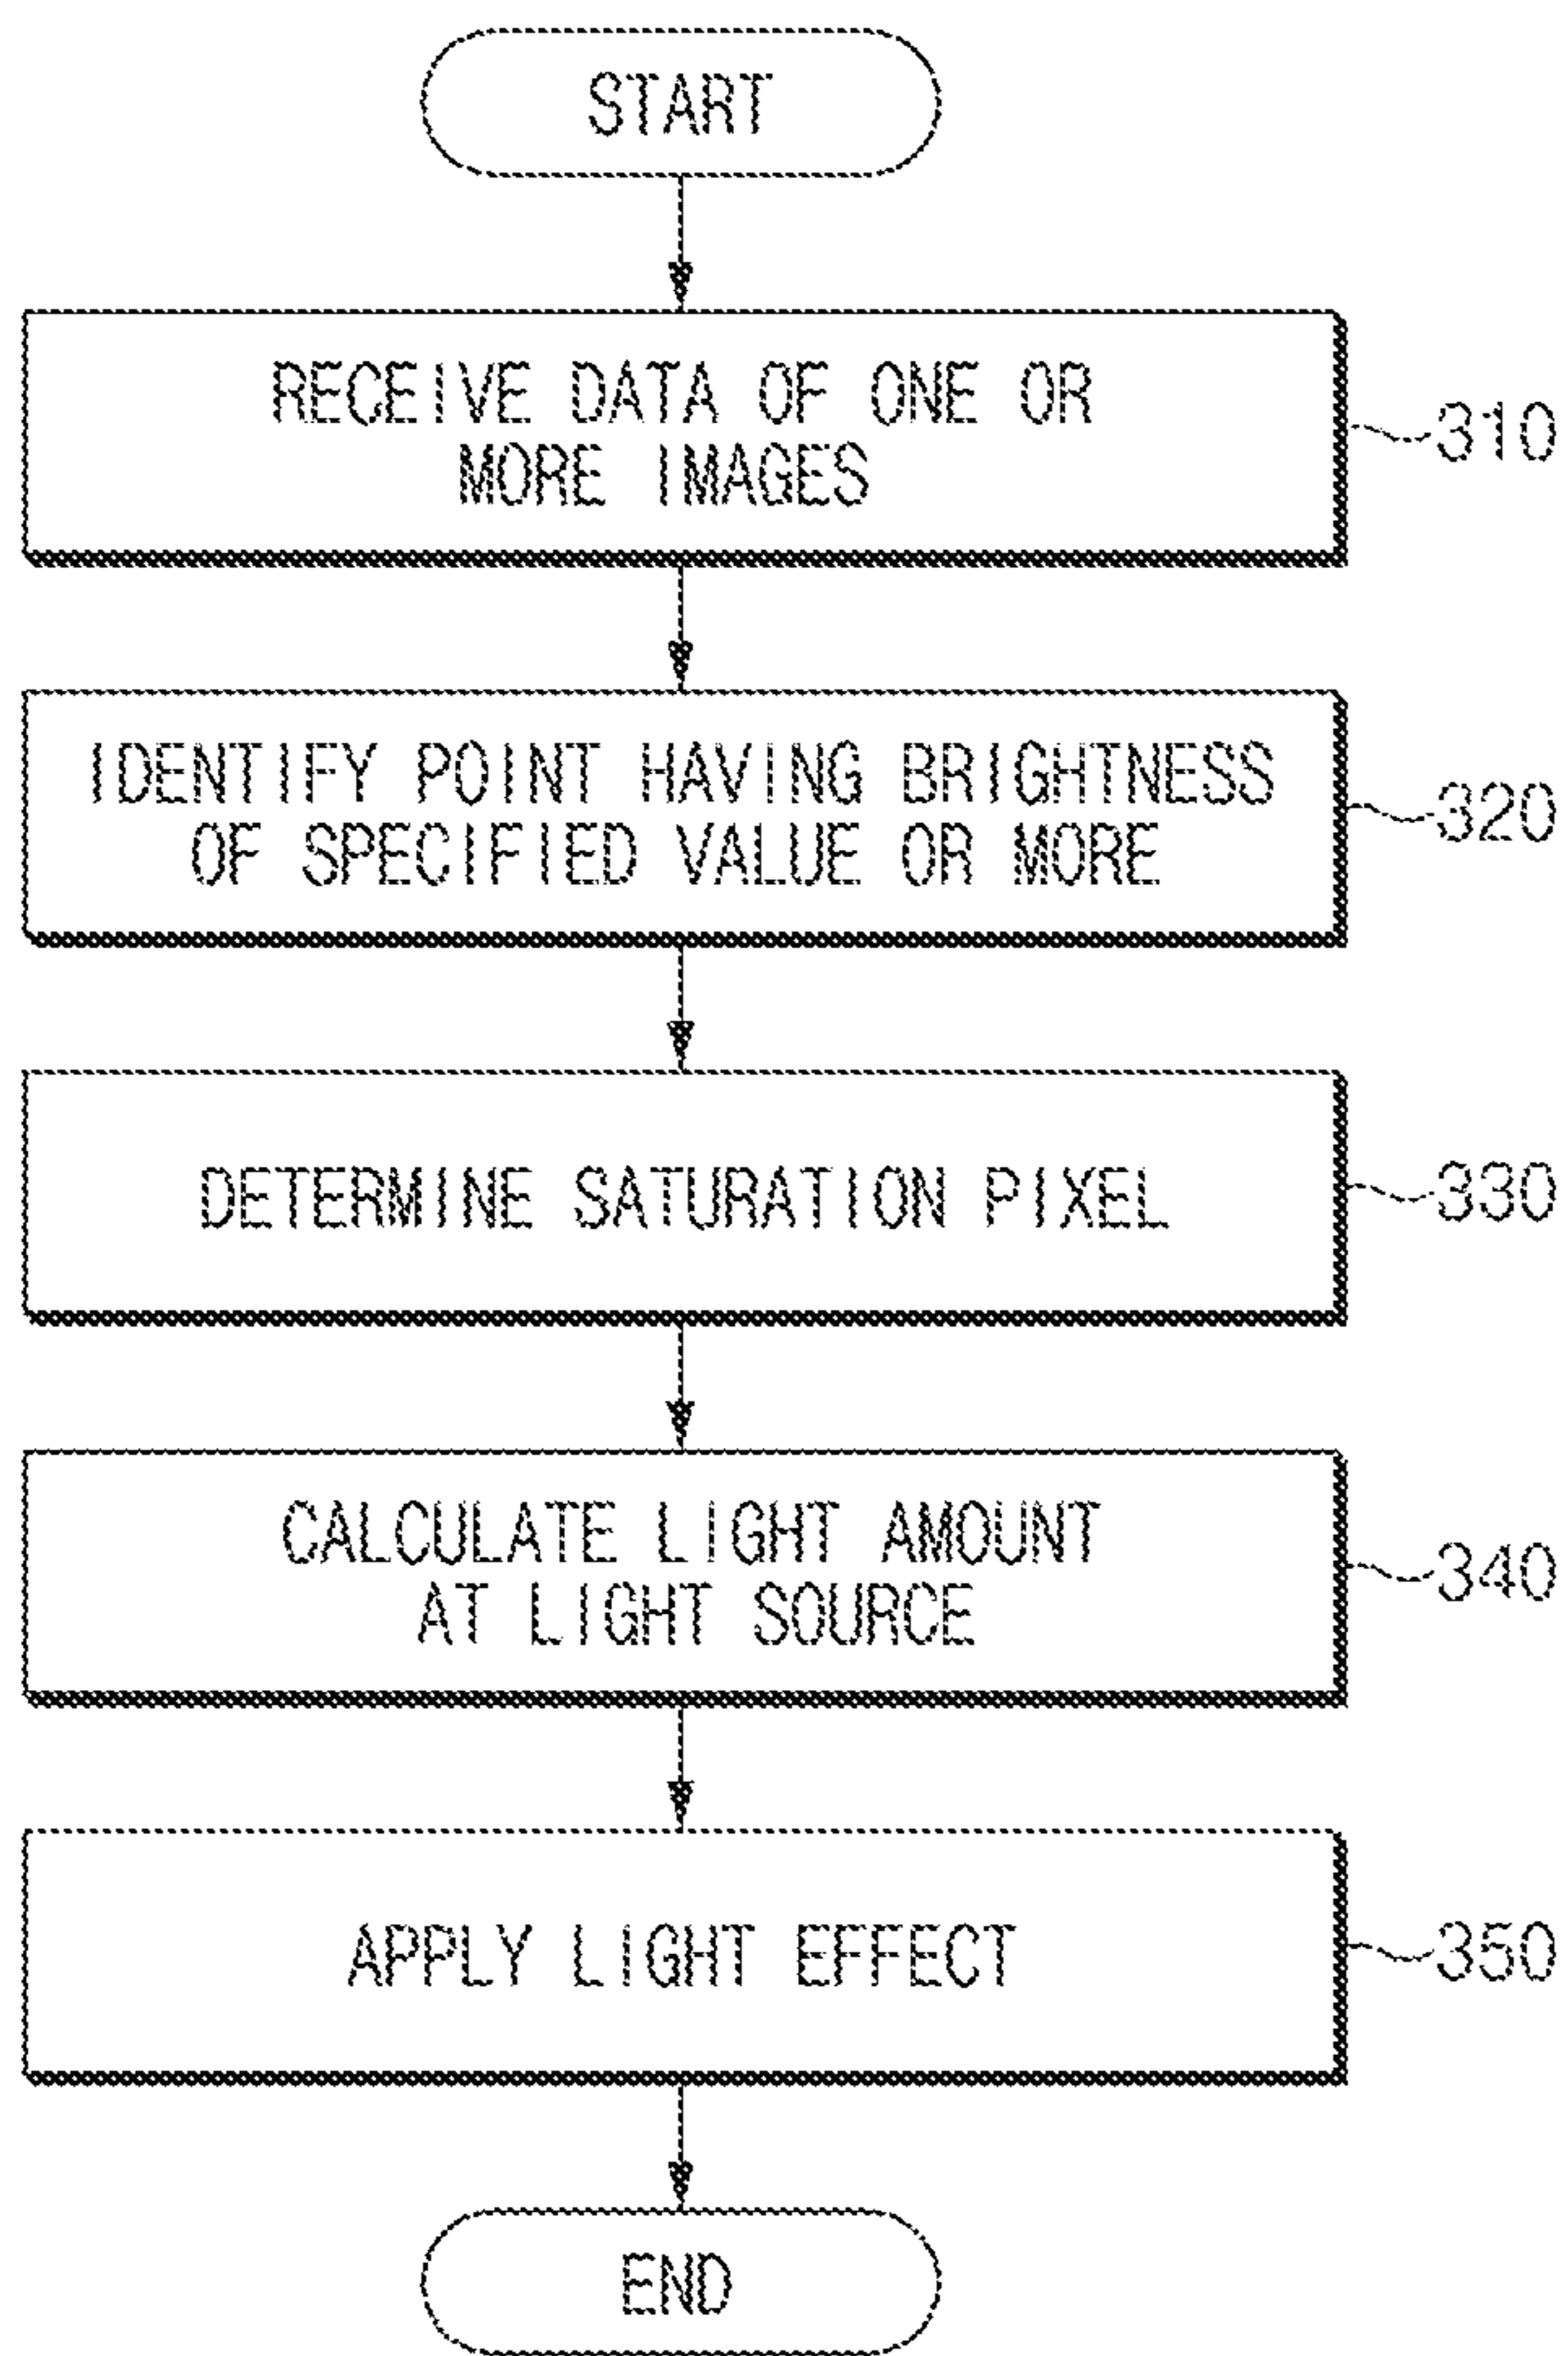 START
RECEIVE DATA OF ONE OR
MORE IMAGES
310
IDENTIFY POINT HAVING BRIGHTNESS
OF SPECIFIED VALUE OR MORE
320
DETERMINE SATURATION PIXEL
330
CALCULATE LIGHT AMOUNT
AT LIGHT SOURCE
340
APPLY LIGHT EFFECT
350
END